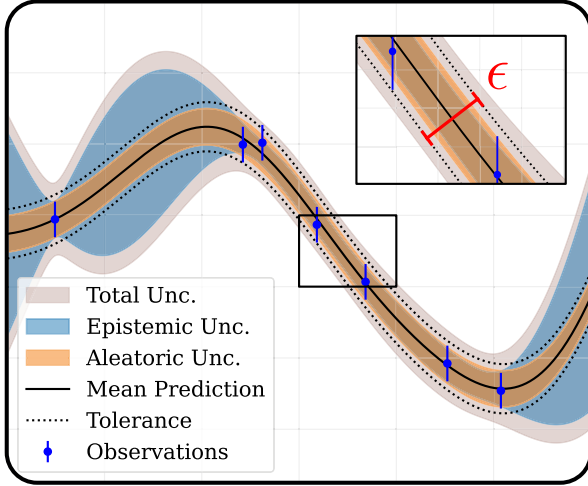 ϵ
Total Unc.
Epistemic Unc.
Aleatoric Unc.
Mean Prediction
Tolerance
Observations